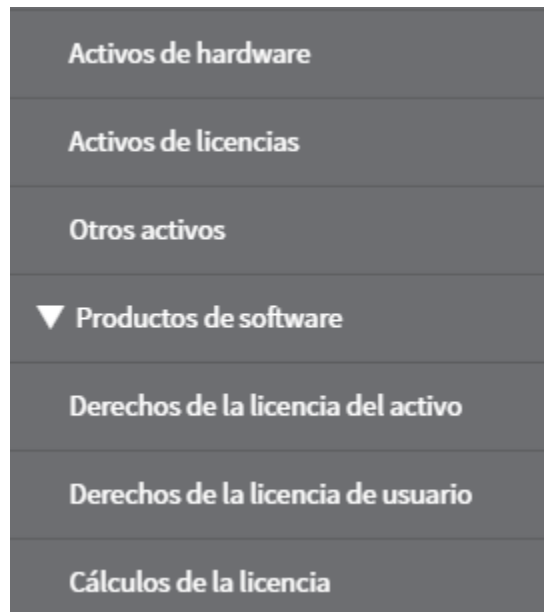 Activos de hardware
Activos de licencias
Otros activos
Productos de software
Derechos de la licencia del activo
Derechos de la licencia de usuario
Cálculos de la licencia